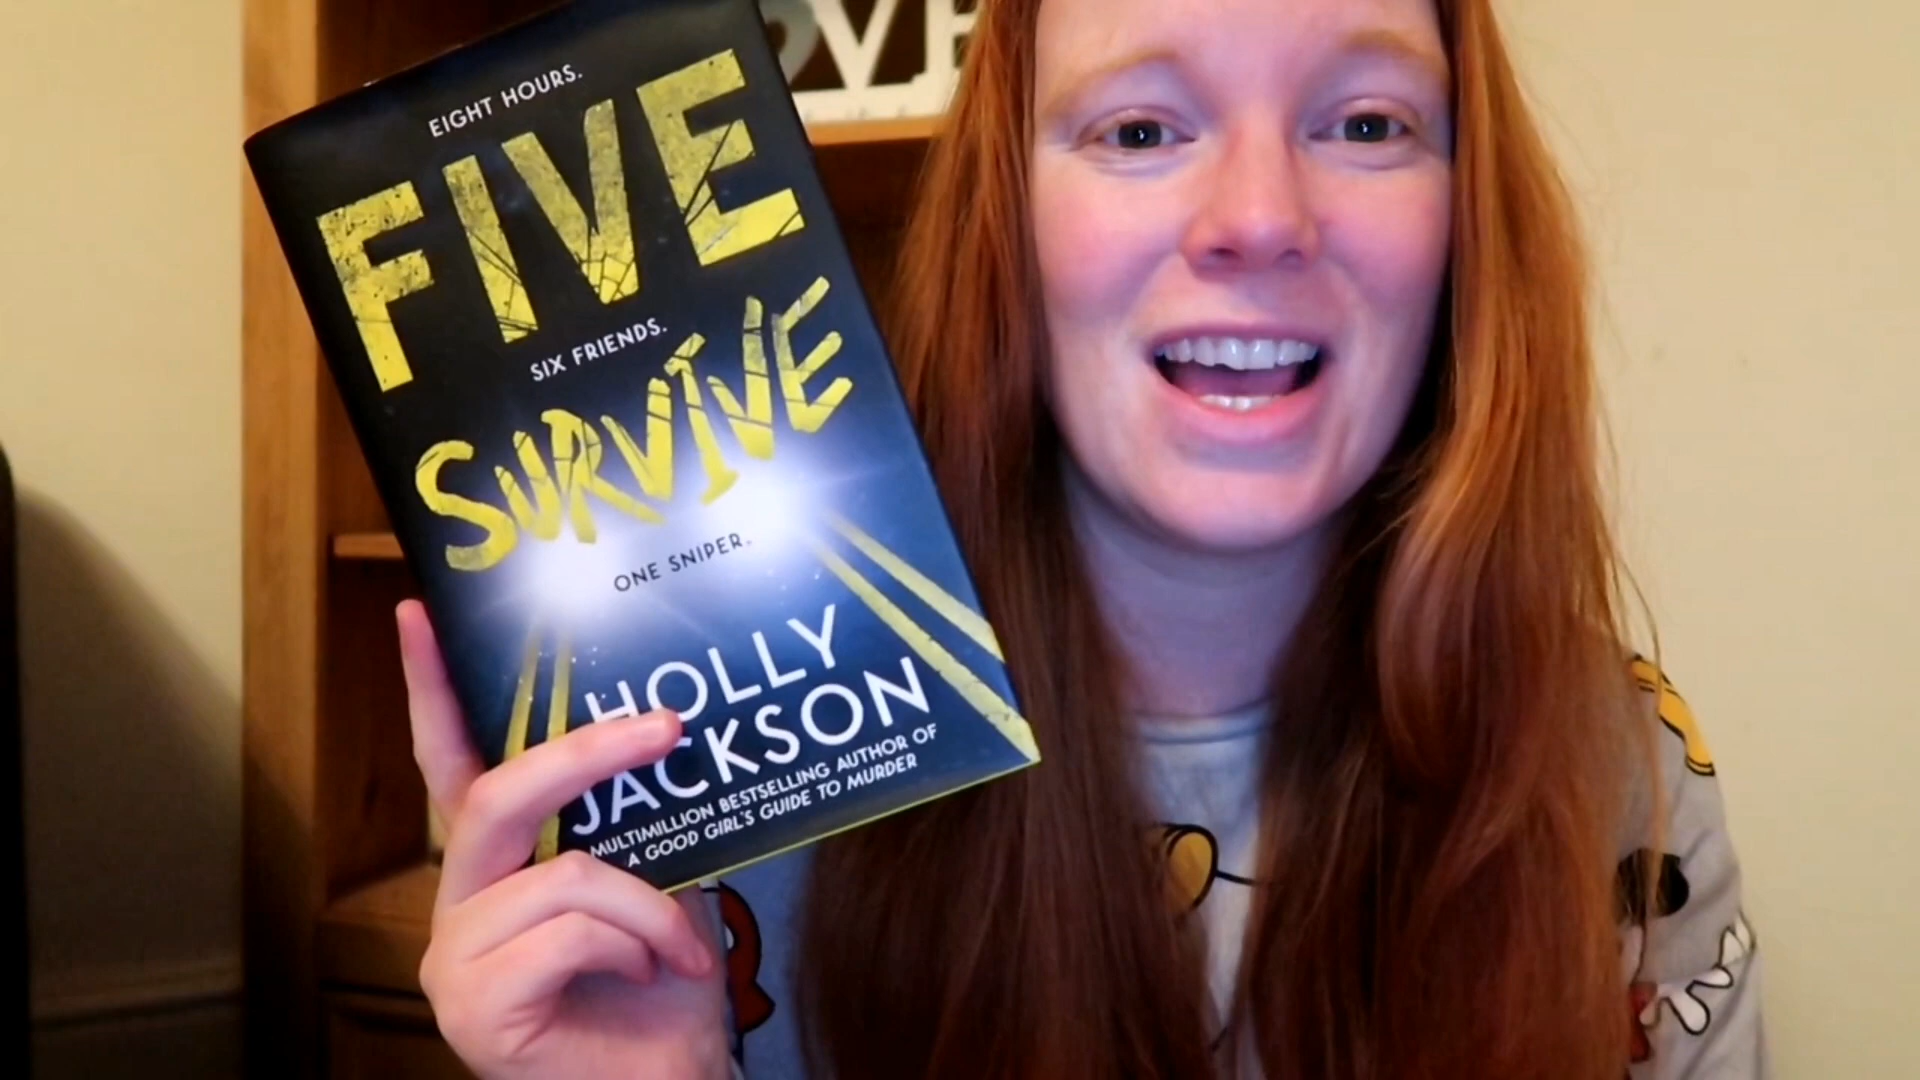 EIGHT HOURS.
FIVE
SIX FRIENDS.
SURVIVE
ONE SNIPER.
HOLLY
JACKSON
MULTIMILLION BESTSELLING AUTHOR OF
A GOOD GIRL'S GUIDE TO MURDER